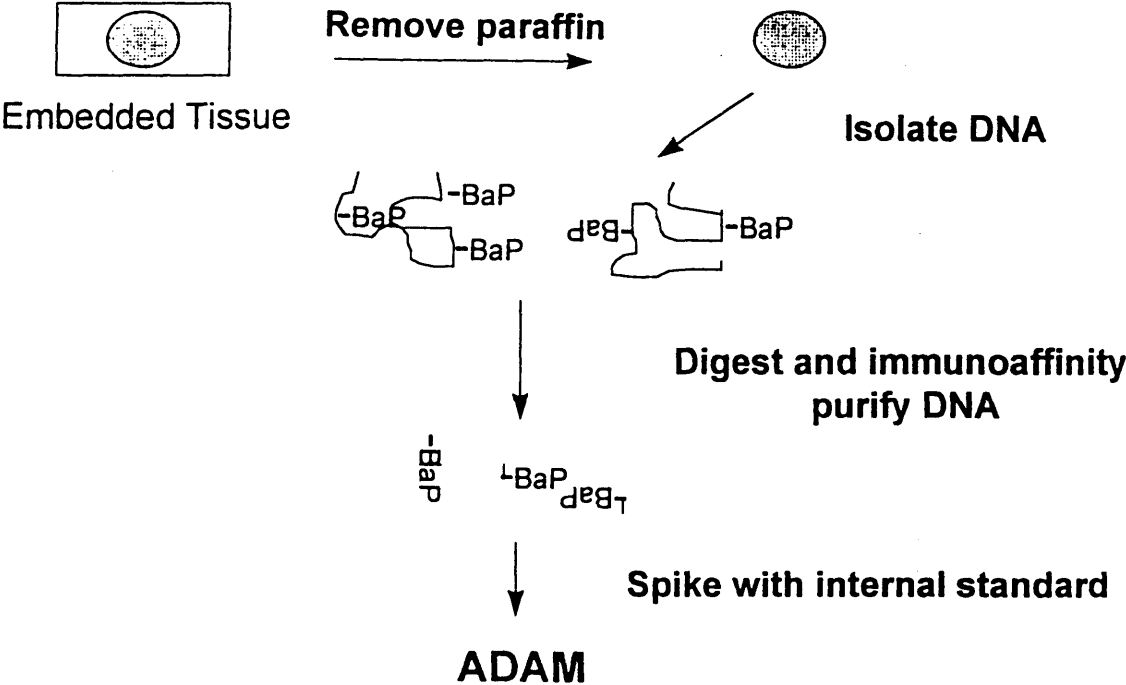 Remove paraffin
Embedded Tissue
Isolate DNA
-BaP
-BaP
-BaP
-BaP
BaP-
Digest and immunoaffinity
purify DNA
-BaP
-BaP
BaP
Spike with internal standard
ADAM